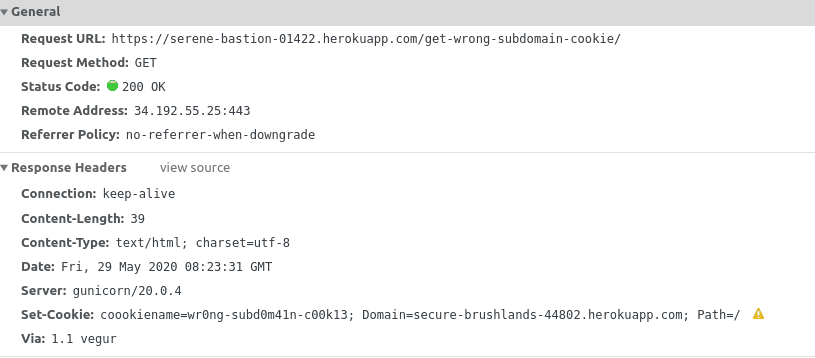 General
Request URL: https://serene-bastion-01422.herokuapp.com/get-wrong-subdomain-cookie/
Request Method: GET
Status Code: 200 OK
Remote Address: 34.192.55.25:443
Referrer Policy: no-referrer-when-downgrade
Response Headers view source
Connection: keep-alive
Content-Length: 39
Content-Type: text/html; charset=utf-8
Date: Fri, 29 May 2020 08:23:31 GMT
Server: gunicorn/20.0.4
Set-Cookie: coookiename=wr0ng-subd0m41n-c00k13; Domain=secure-brushlands-44802.herokuapp.com; Path=/
Via: 1.1 vegur